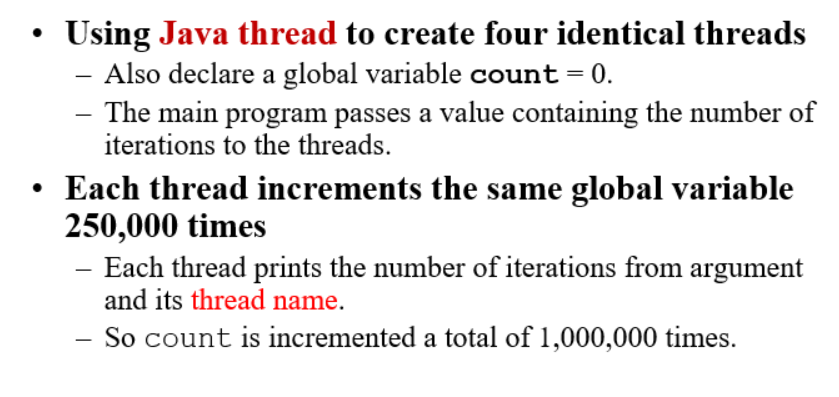 • Using Java thread to create four identical threads
– Also declare a global variable count = 0.
– The main program passes a value containing the number of
iterations to the threads.
• Each thread increments the same global variable
250,000 times
– Each thread prints the number of iterations from argument
and its thread name.
– So count is incremented a total of 1,000,000 times.